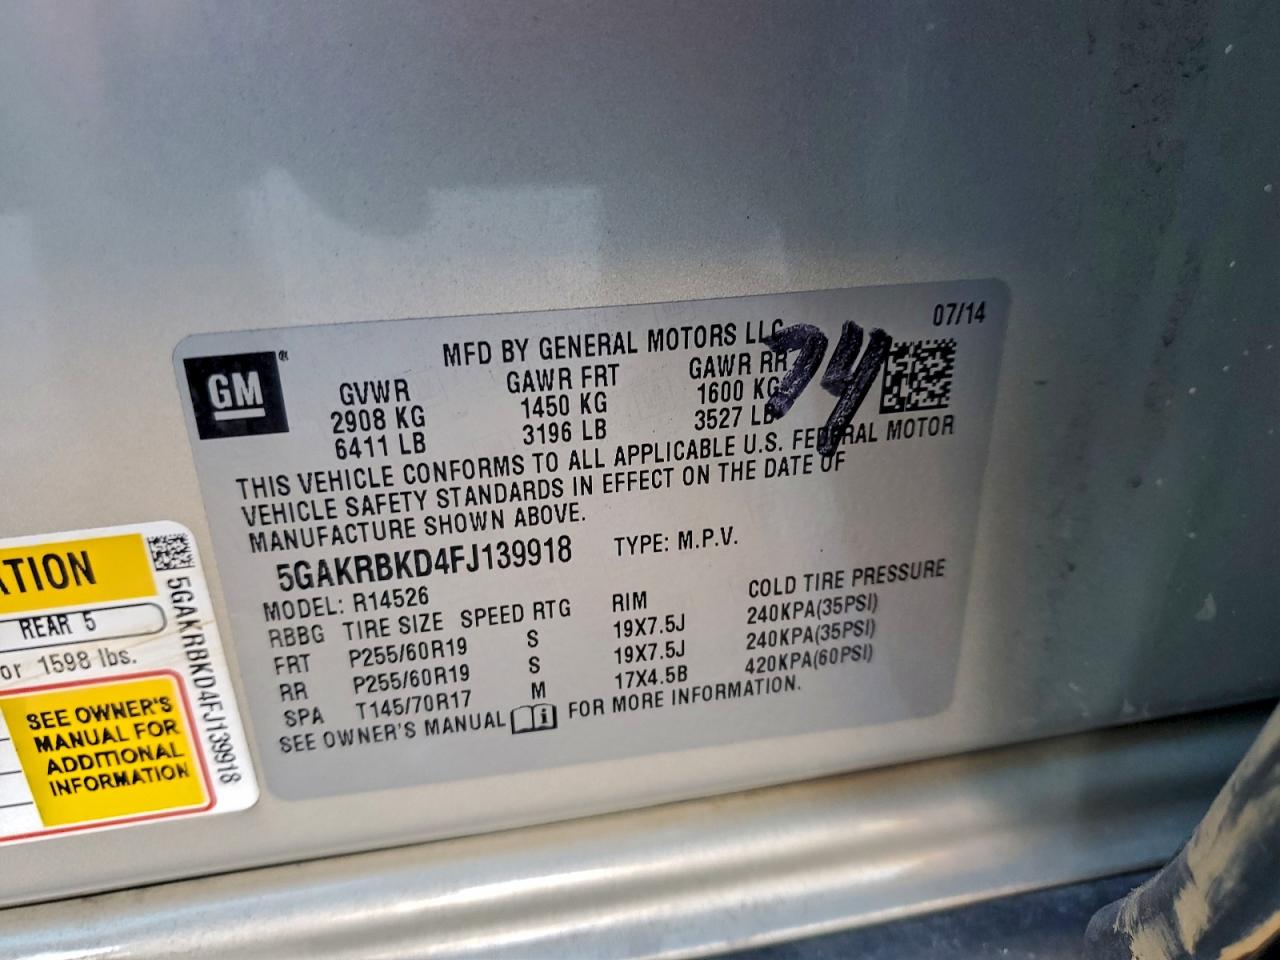 07/14
MFD BY GENERAL MOTORS LLC
GM®
GVWR GAWR FRT GAWR RR
2908 KG 1450 KG 1600 KG
6411 LB 3196 LB 3527 LB
74
THIS VEHICLE CONFORMS TO ALL APPLICABLE U.S. FEDERAL MOTOR
VEHICLE SAFETY STANDARDS IN EFFECT ON THE DATE OF
MANUFACTURE SHOWN ABOVE.
5GAKRBKD4FJ139918 TYPE: M.P.V.
MODEL: R14526
RBBG TIRE SIZE SPEED RTG RIM COLD TIRE PRESSURE
FRT P255/60R19 S 19X7.5J 240KPA(35PSI)
RR P255/60R19 S 19X7.5J 240KPA(35PSI)
SPA T145/70R17 M 17X4.5B 420KPA(60PSI)
SEE OWNER'S MANUAL FOR MORE INFORMATION.
ATION
REAR 5
or 1598 lbs.
SEE OWNER'S
MANUAL FOR
ADDITIONAL
INFORMATION
5GAKRBKD4FJ139918